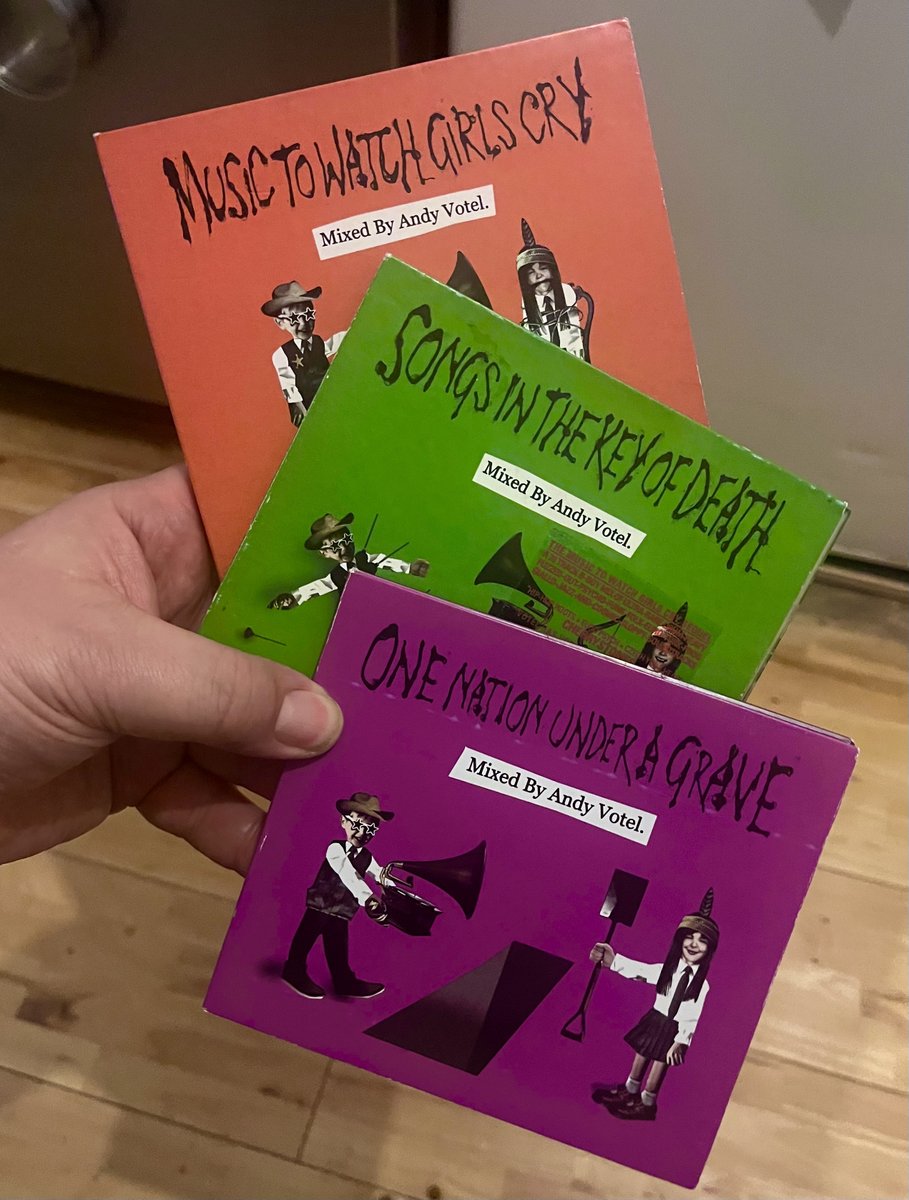 MUSIC TO WATCH GIRLS CRY
Mixed By Andy Votel.
SONGS IN THE KEY OF DEATH
Mixed By Andy Votel.
ONE NATION UNDER A GRAVE
Mixed By Andy Votel.